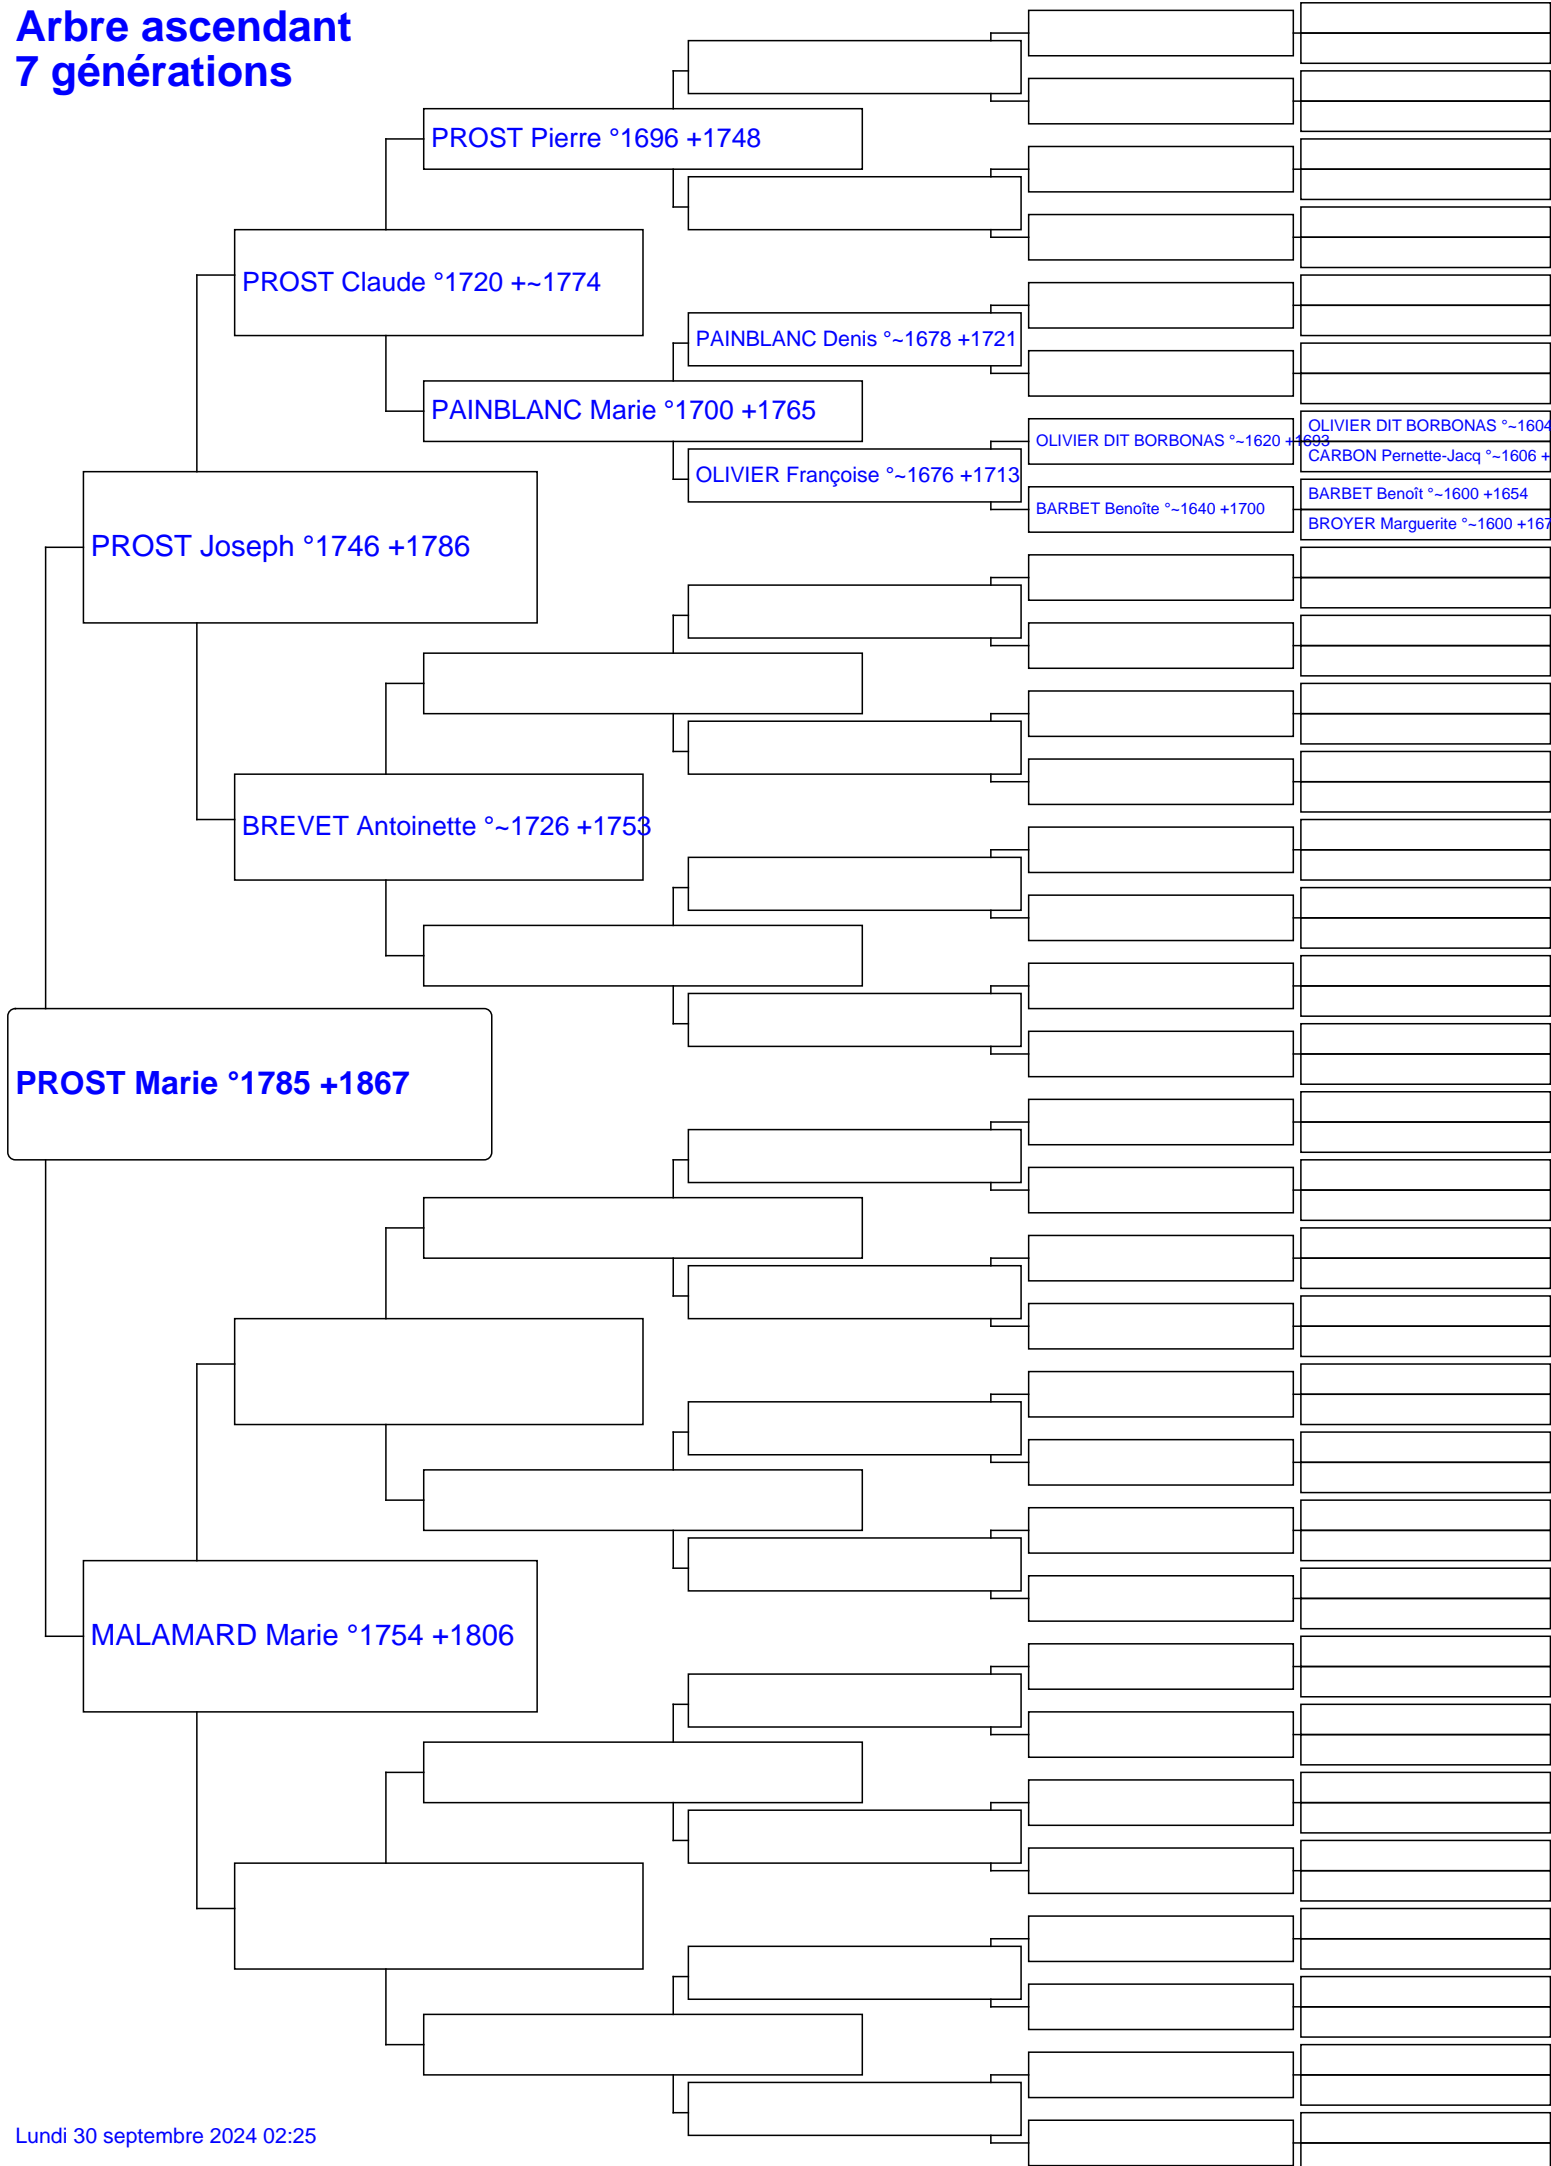 Arbre ascendant
7 générations
PROST Pierre °1696 +1748
PROST Claude °1720 +~1774
PAINBLANC Denis °~1678 +1721
PAINBLANC Marie °1700 +1765
OLIVIER DIT BORBONAS °~1604
OLIVIER DIT BORBONAS °~1620 +1693
CARBON Pernette-Jacq °~1606 +
OLIVIER Françoise °~1676 +1713
BARBET Benoît °~1600 +1654
BARBET Benoîte °~1640 +1700
BROYER Marguerite °~1600 +167
PROST Joseph °1746 +1786
BREVET Antoinette °~1726 +1753
PROST Marie °1785 +1867
MALAMARD Marie °1754 +1806
Lundi 30 septembre 2024 02:25